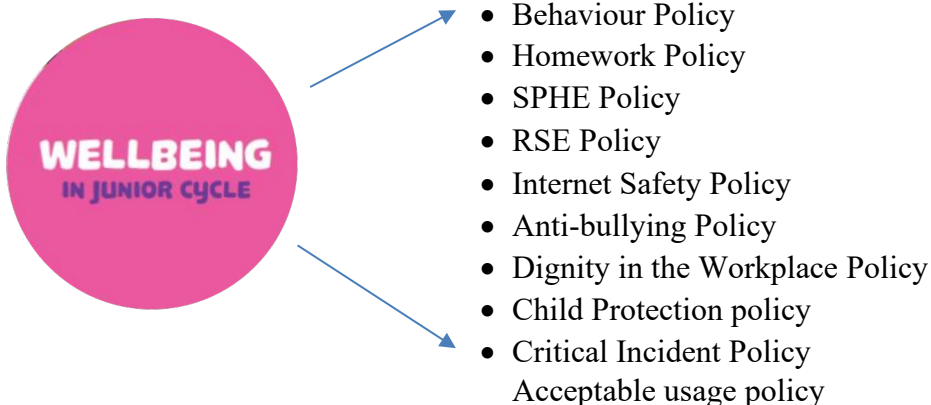 WELLBEING
IN JUNIOR CYCLE
• Behaviour Policy
• Homework Policy
• SPHE Policy
• RSE Policy
• Internet Safety Policy
• Anti-bullying Policy
• Dignity in the Workplace Policy
• Child Protection policy
• Critical Incident Policy
Acceptable usage policy